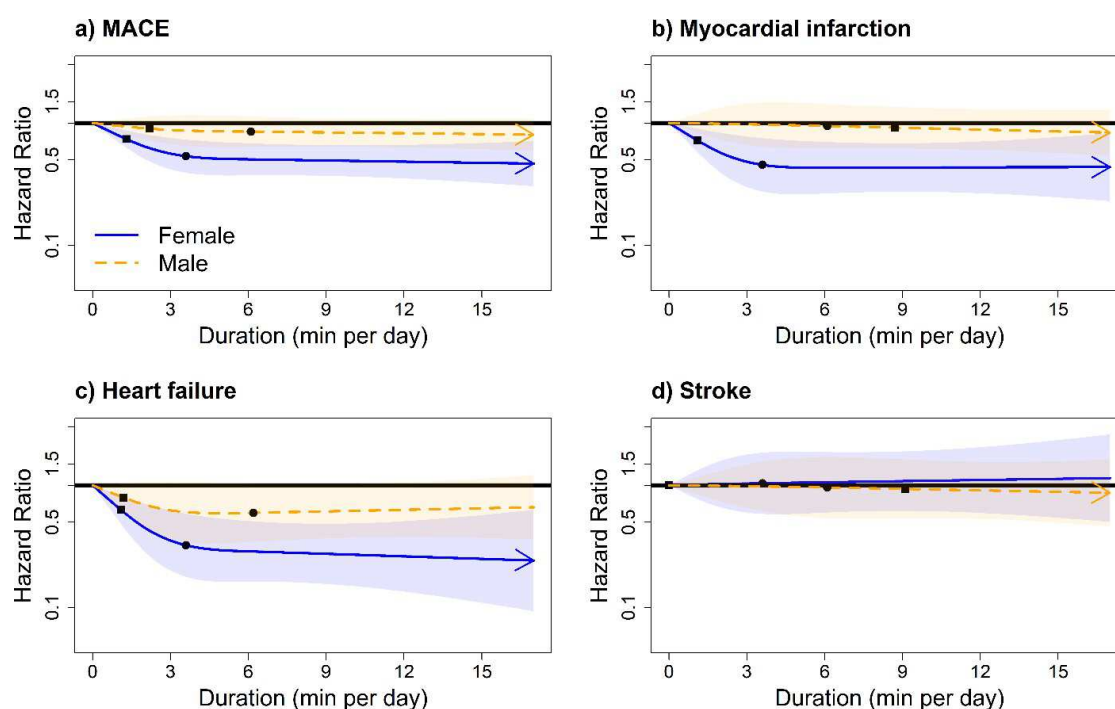 a) MACE
Hazard Ratio
1.5
0.5
0.1
Female
Male
0 3 6 9 12 15
Duration (min per day)
b) Myocardial infarction
Hazard Ratio
1.5
0.5
0.1
0 3 6 9 12 15
Duration (min per day)
c) Heart failure
Hazard Ratio
1.5
0.5
0.1
0 3 6 9 12 15
Duration (min per day)
d) Stroke
Hazard Ratio
1.5
0.5
0.1
0 3 6 9 12 15
Duration (min per day)